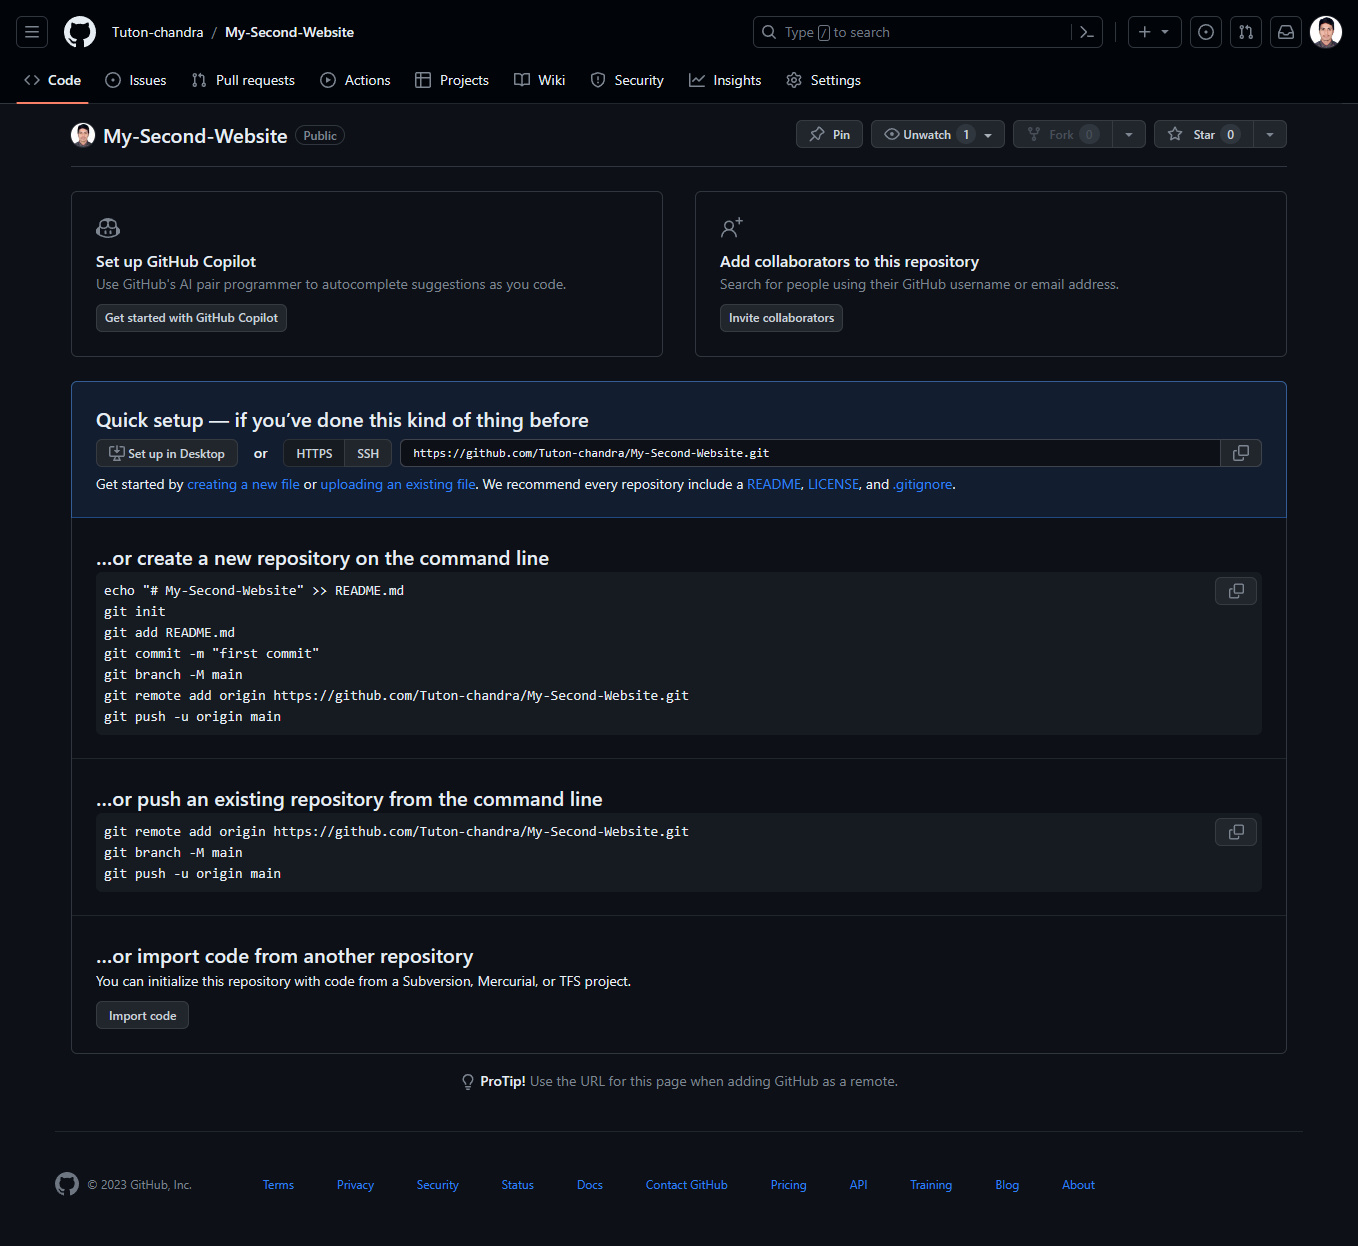 Tuton-chandra / My-Second-Website
Type / to search
Code Issues Pull requests Actions Projects Wiki Security Insights Settings
My-Second-Website Public
Pin Unwatch 1 Fork 0 Star 0
Set up GitHub Copilot
Use GitHub's AI pair programmer to autocomplete suggestions as you code.
Get started with GitHub Copilot
Add collaborators to this repository
Search for people using their GitHub username or email address.
Invite collaborators
Quick setup — if you’ve done this kind of thing before
Set up in Desktop or HTTPS SSH https://github.com/Tuton-chandra/My-Second-Website.git
Get started by creating a new file or uploading an existing file. We recommend every repository include a README, LICENSE, and .gitignore.
…or create a new repository on the command line
echo "# My-Second-Website" >> README.md
git init
git add README.md
git commit -m "first commit"
git branch -M main
git remote add origin https://github.com/Tuton-chandra/My-Second-Website.git
git push -u origin main
…or push an existing repository from the command line
git remote add origin https://github.com/Tuton-chandra/My-Second-Website.git
git branch -M main
git push -u origin main
…or import code from another repository
You can initialize this repository with code from a Subversion, Mercurial, or TFS project.
Import code
ProTip! Use the URL for this page when adding GitHub as a remote.
© 2023 GitHub, Inc. Terms Privacy Security Status Docs Contact GitHub Pricing API Training Blog About